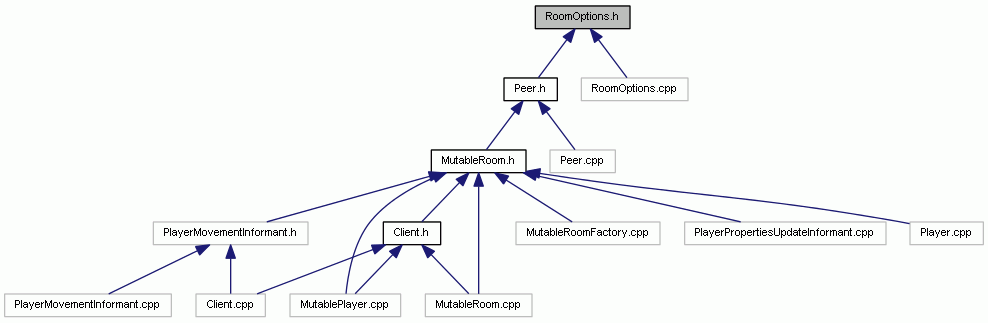 RoomOptions.h
Peer.h
RoomOptions.cpp
MutableRoom.h
Peer.cpp
PlayerMovementInformant.h
Client.h
MutableRoomFactory.cpp
PlayerPropertiesUpdateInformant.cpp
Player.cpp
PlayerMovementInformant.cpp
Client.cpp
MutablePlayer.cpp
MutableRoom.cpp